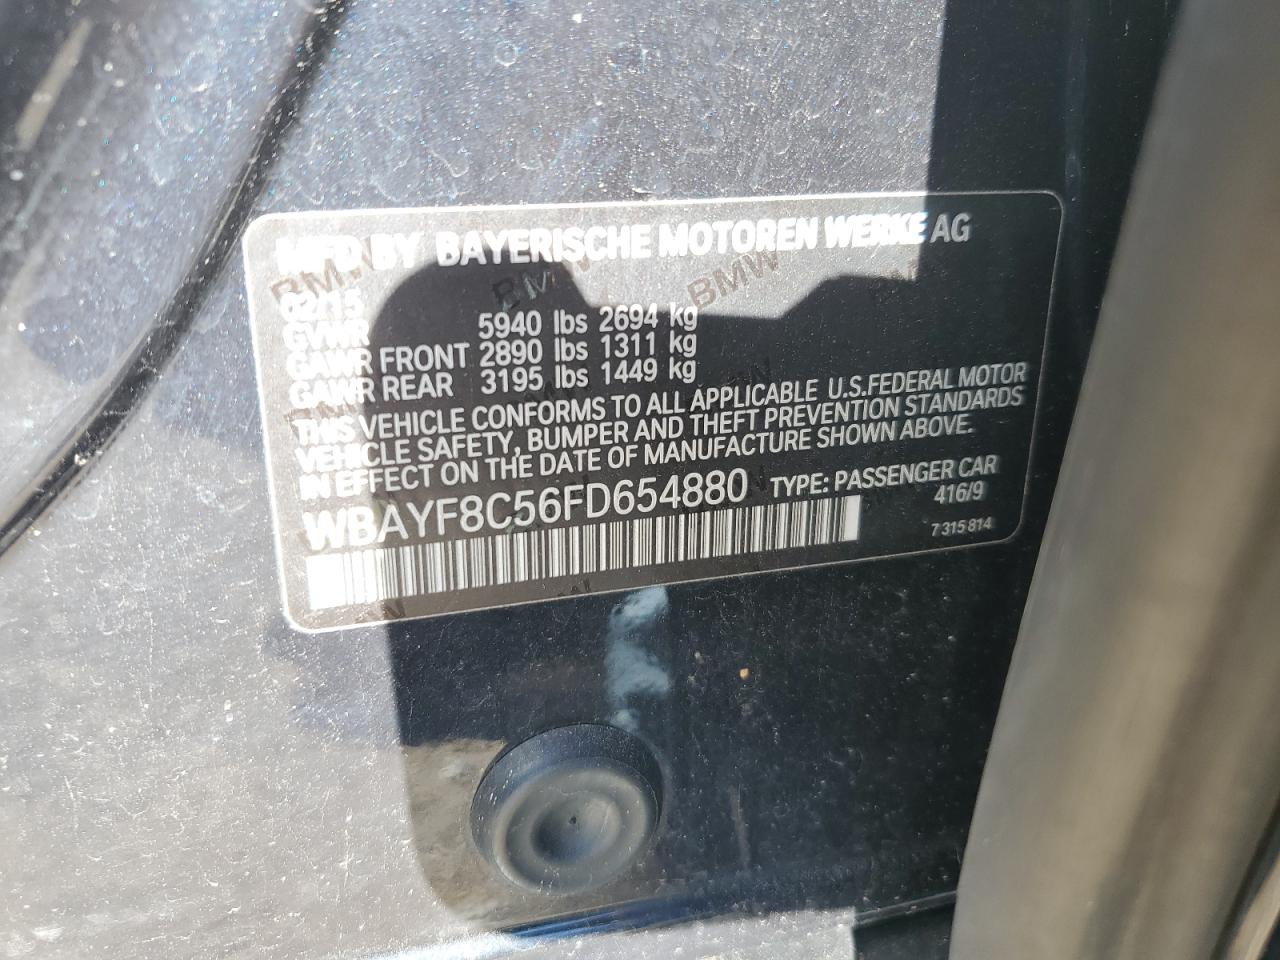 MFD BY BAYERISCHE MOTOREN WERKE AG
02/15
GVWR 5940 lbs 2694 kg
GAWR FRONT 2890 lbs 1311 kg
GAWR REAR 3195 lbs 1449 kg
THIS VEHICLE CONFORMS TO ALL APPLICABLE U.S.FEDERAL MOTOR
VEHICLE SAFETY, BUMPER AND THEFT PREVENTION STANDARDS
IN EFFECT ON THE DATE OF MANUFACTURE SHOWN ABOVE.
WBAYF8C56FD654880 TYPE: PASSENGER CAR
416/9
7 315 814
BMW
BMW
BMW